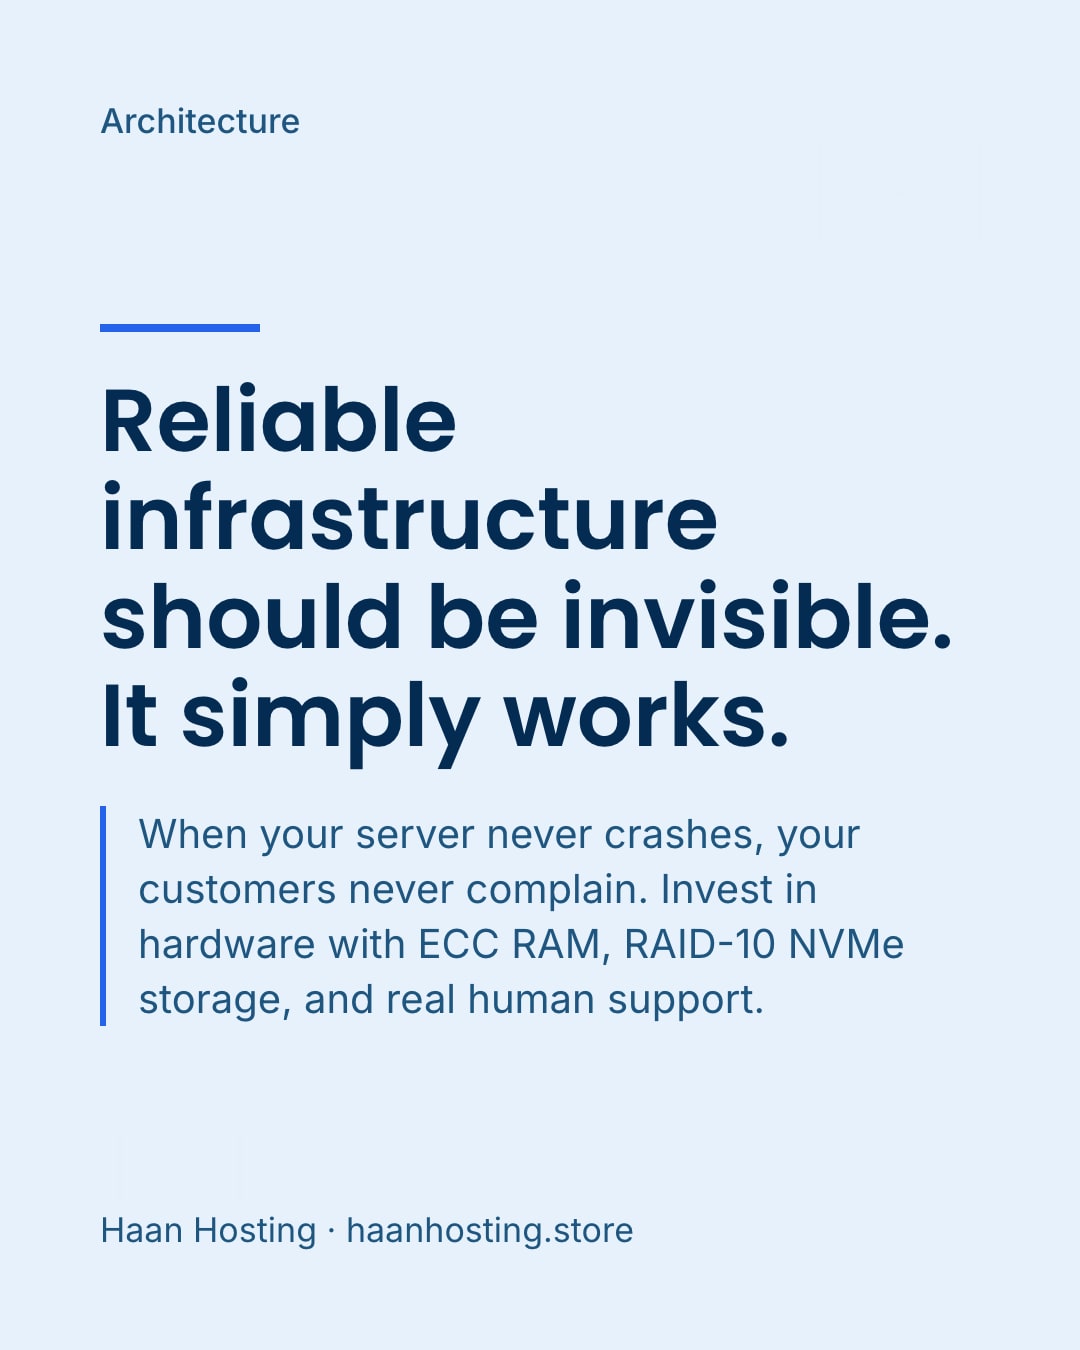 Architecture
Reliable
infrastructure
should be invisible.
It simply works.
When your server never crashes, your
customers never complain. Invest in
hardware with ECC RAM, RAID-10 NVMe
storage, and real human support.
Haan Hosting · haanhosting.store